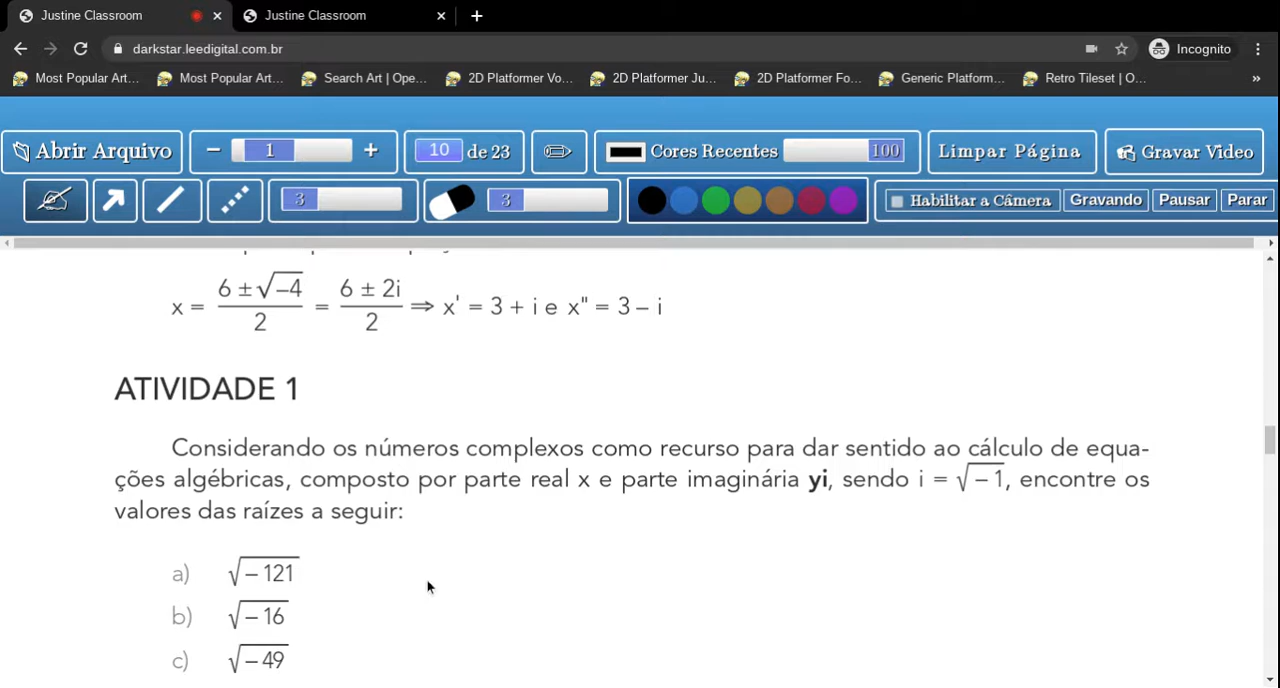 Justine Classroom
Justine Classroom
darkstar.leedigital.com.br
Incognito
Most Popular Art...
Most Popular Art...
Search Art | Ope...
2D Platformer Vo...
2D Platformer Ju...
2D Platformer Fo...
Generic Platform...
Retro Tileset | O...
»
Abrir Arquivo
− 1 +
10 de 23
Cores Recentes 100
Limpar Página
Gravar Video
3
3
Habilitar a Câmera
Gravando
Pausar
Parar
x = (6 ± √–4)/2 = (6 ± 2i)/2 ⇒ x' = 3 + i e x" = 3 – i
ATIVIDADE 1
Considerando os números complexos como recurso para dar sentido ao cálculo de equa-
ções algébricas, composto por parte real x e parte imaginária yi, sendo i = √–1, encontre os
valores das raízes a seguir:
a) √–121
b) √–16
c) √–49